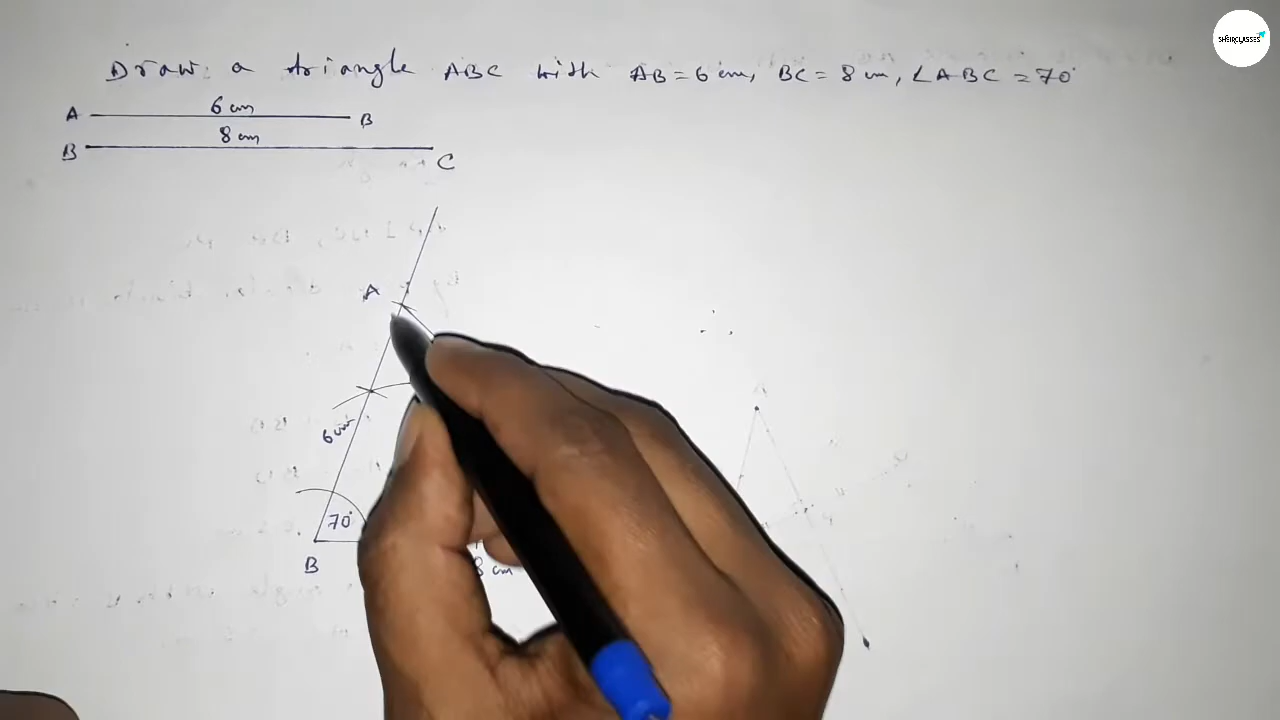 Draw a triangle ABC with AB = 6 cm, BC = 8 cm, ∠ABC = 70°
A 6 cm B
B 8 cm C
A
6 cm
70°
B 8 cm
SHEIRCLASSES